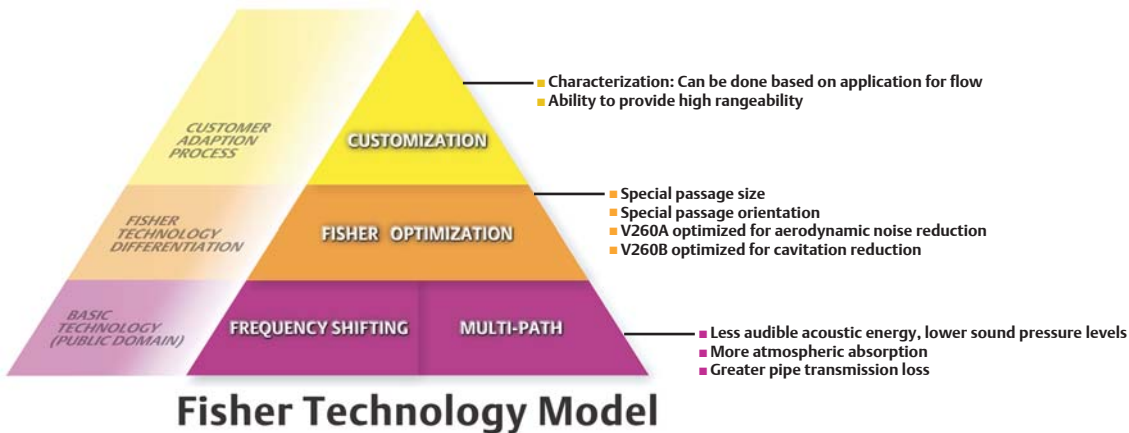 Characterization: Can be done based on application for flow
Ability to provide high rangeability
CUSTOMER
ADAPTION
PROCESS
CUSTOMIZATION
Special passage size
Special passage orientation
V260A optimized for aerodynamic noise reduction
V260B optimized for cavitation reduction
FISHER
TECHNOLOGY
DIFFERENTIATION
FISHER OPTIMIZATION
BASIC
TECHNOLOGY
(PUBLIC DOMAIN)
FREQUENCY SHIFTING
MULTI-PATH
Less audible acoustic energy, lower sound pressure levels
More atmospheric absorption
Greater pipe transmission loss
Fisher Technology Model